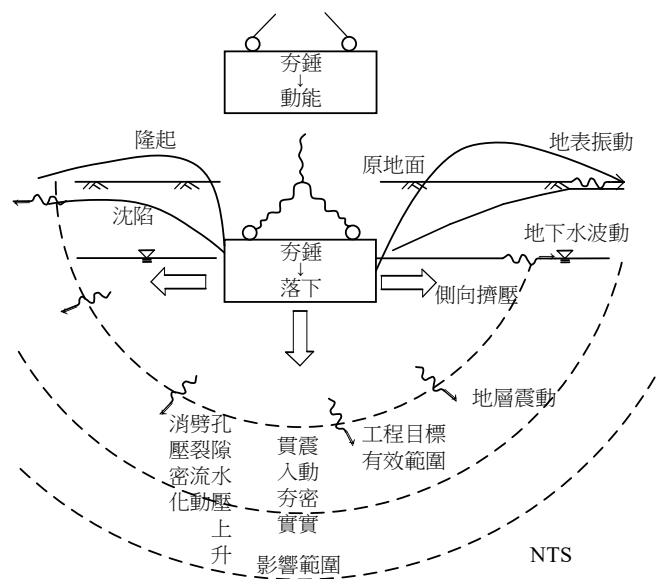 夯錘
↓
動能
隆起
地表振動
原地面
沈陷
地下水波動
夯錘
↓
落下
側向擠壓
地層震動
工程目標
有效範圍
孔隙水壓上升
劈裂流動
消壓密化
震動密實
貫入夯實
影響範圍
NTS